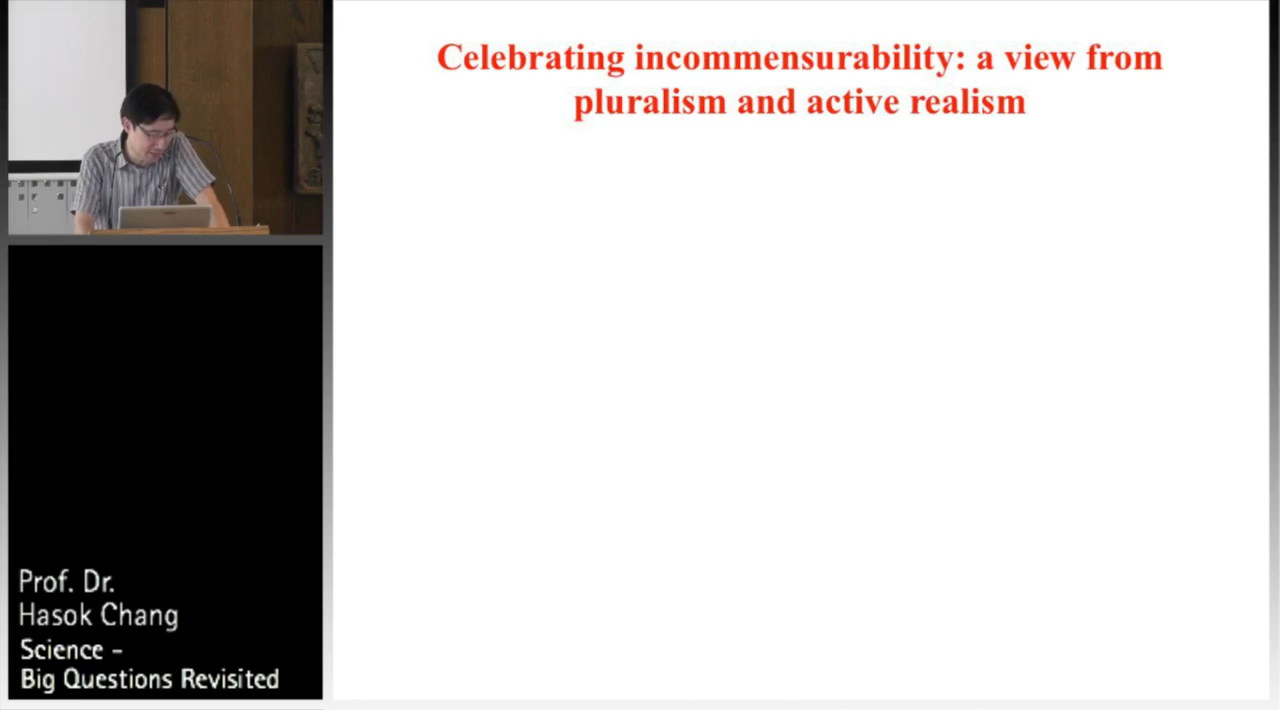 Celebrating incommensurability: a view from
pluralism and active realism
Prof. Dr.
Hasok Chang
Science -
Big Questions Revisited